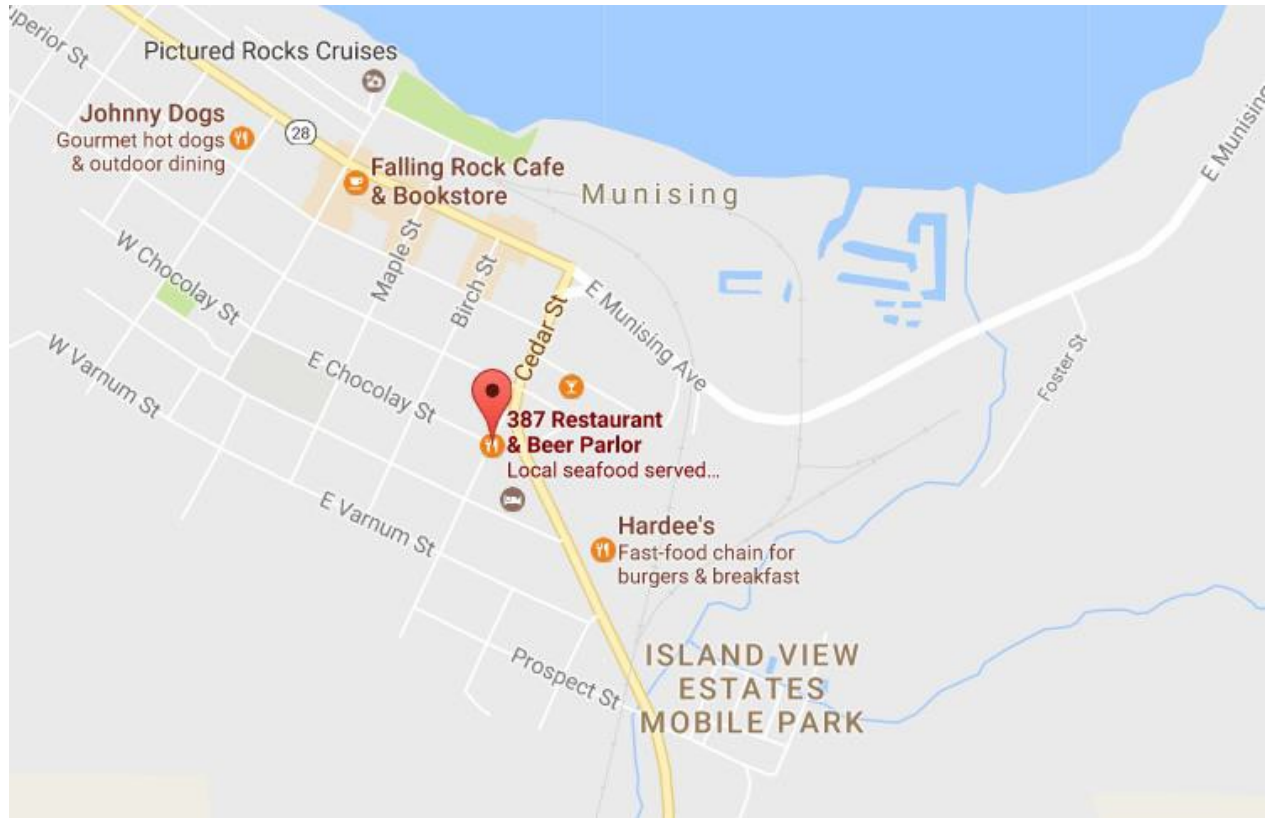 Superior St
Pictured Rocks Cruises
Johnny Dogs
Gourmet hot dogs
& outdoor dining
28
Falling Rock Cafe
& Bookstore
Munising
E Munising
W Chocolay St
Maple St
Birch St
Cedar St
E Munising Ave
Foster St
W Varnum St
E Chocolay St
387 Restaurant
& Beer Parlor
Local seafood served...
E Varnum St
Hardee's
Fast-food chain for
burgers & breakfast
Prospect St
ISLAND VIEW
ESTATES
MOBILE PARK